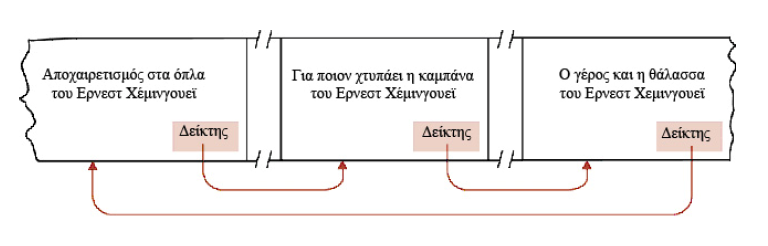 Αποχαιρετισμός στα όπλα
του Ερνεστ Χέμινγουεϊ
Δείκτης
Για ποιον χτυπάει η καμπάνα
του Ερνεστ Χέμινγουεϊ
Δείκτης
Ο γέρος και η θάλασσα
του Ερνεστ Χεμινγουεϊ
Δείκτης